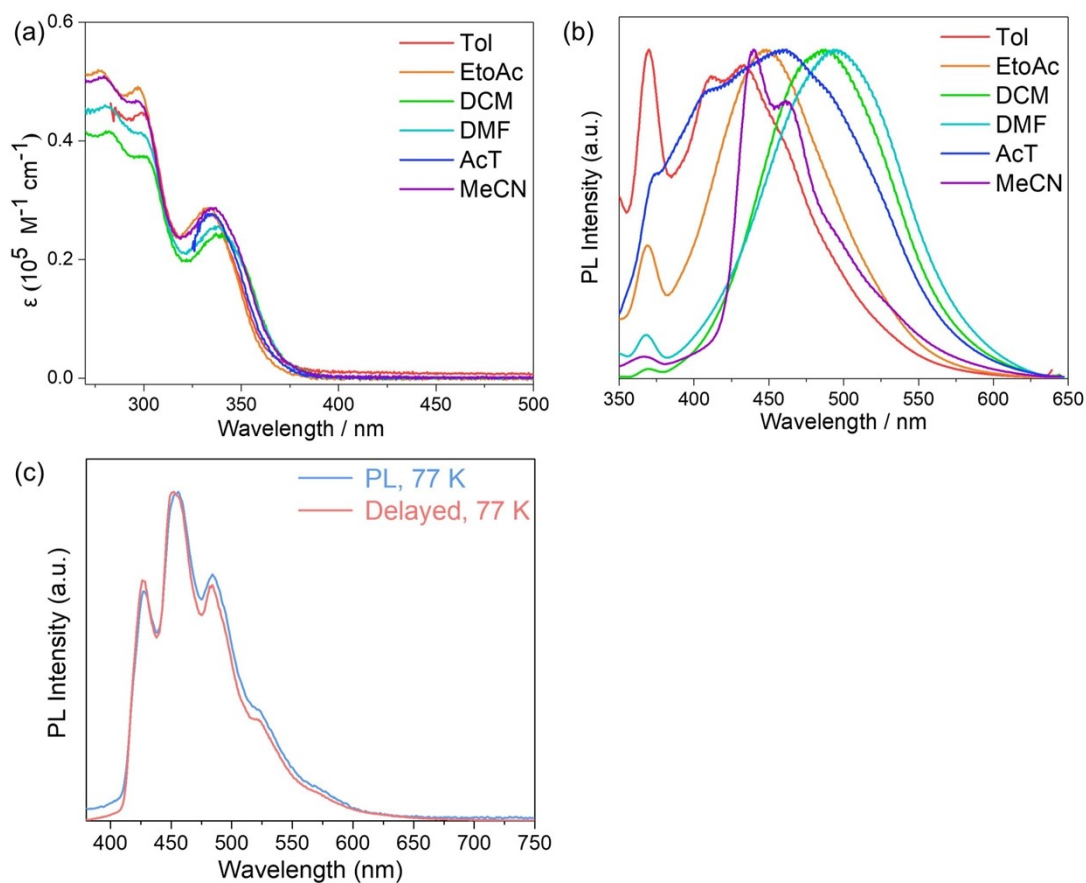 (a)
0.6
0.4
0.2
0.0
ε (10⁵ M⁻¹ cm⁻¹)
Tol
EtoAc
DCM
DMF
AcT
MeCN
300 350 400 450 500
Wavelength / nm
(b)
PL Intensity (a.u.)
Tol
EtoAc
DCM
DMF
AcT
MeCN
350 400 450 500 550 600 650
Wavelength / nm
(c)
PL Intensity (a.u.)
PL, 77 K
Delayed, 77 K
400 450 500 550 600 650 700 750
Wavelength (nm)